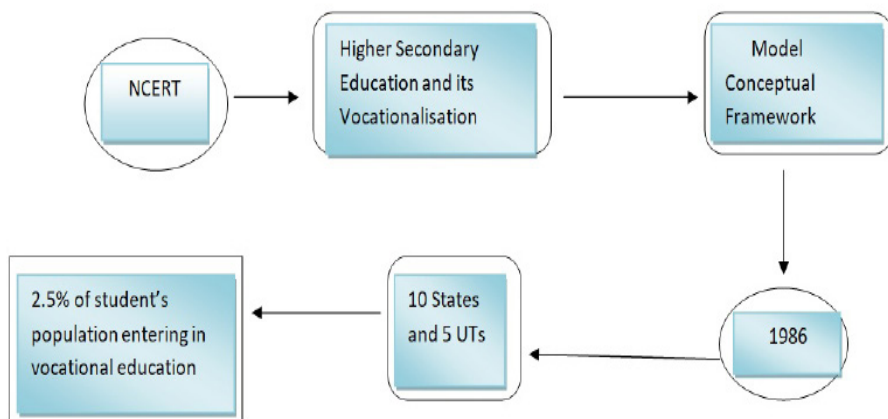 NCERT
Higher Secondary
Education and its
Vocationalisation
Model
Conceptual
Framework
1986
10 States
and 5 UTs
2.5% of student's
population entering in
vocational education